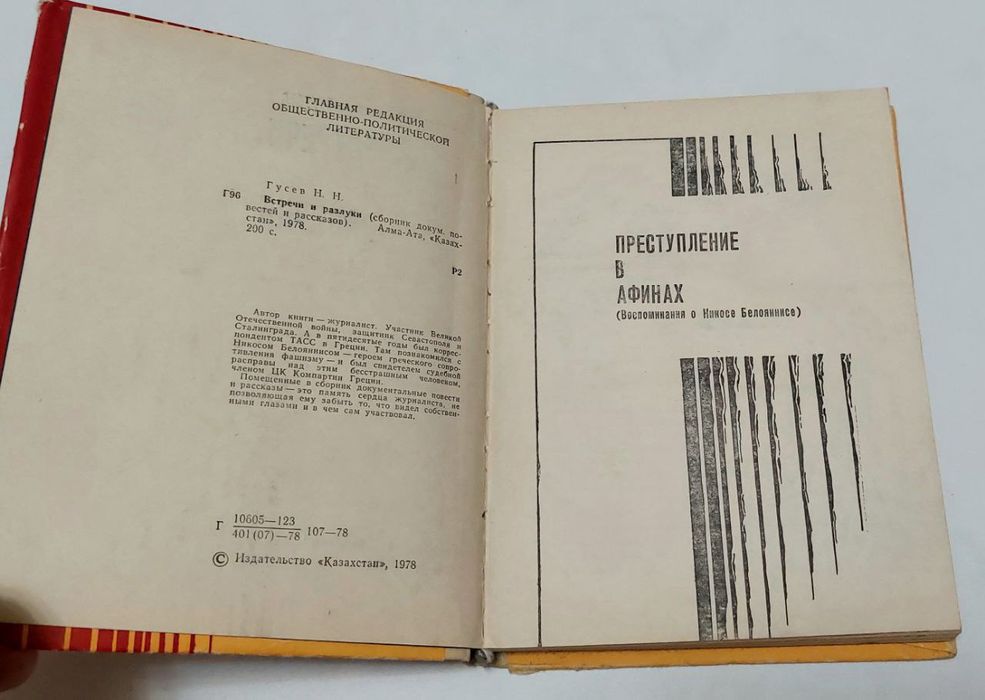 ГЛАВНАЯ РЕДАКЦИЯ
ОБЩЕСТВЕННО-ПОЛИТИЧЕСКОЙ
ЛИТЕРАТУРЫ
Гусев Н. Н.
Г96 Встречи и разлуки (сборник докум. по-
вестей и рассказов). Алма-Ата, «Казах-
стан», 1978.
200 с.
Р2
Автор книги — журналист. Участник Великой
Отечественной войны, защитник Севастополя и
Сталинграда. А в пятидесятые годы был коррес-
пондентом ТАСС в Греции. Там познакомился с
Никосом Белояннисом — героем греческого сопро-
тивления фашизму — и был свидетелем судебной
расправы над этим бесстрашным человеком,
членом ЦК Компартии Греции.
Помещенные в сборник документальные повести
и рассказы — это память сердца журналиста, не
позволяющая ему забыть то, что видел собствен-
ными глазами и в чем сам участвовал.
Г 10605—123
401(07)—78 107—78
© Издательство «Казахстан», 1978
ПРЕСТУПЛЕНИЕ
В
АФИНАХ
(Воспоминания о Никосе Белояннисе)